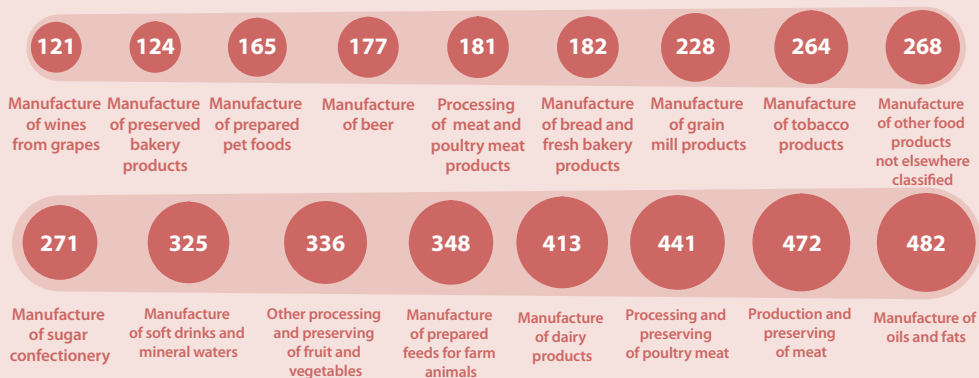 121 124 165 177 181 182 228 264 268
Manufacture
of wines
from grapes
Manufacture
of preserved
bakery
products
Manufacture
of prepared
pet foods
Manufacture
of beer
Processing
of meat and
poultry meat
products
Manufacture
of bread and
fresh bakery
products
Manufacture
of grain
mill products
Manufacture
of tobacco
products
Manufacture
of other food
products
not elsewhere
classified
271 325 336 348 413 441 472 482
Manufacture
of sugar
confectionery
Manufacture
of soft drinks and
mineral waters
Other processing
and preserving
of fruit and
vegetables
Manufacture
of prepared
feeds for farm
animals
Manufacture
of dairy
products
Processing and
preserving
of poultry meat
Production and
preserving
of meat
Manufacture of
oils and fats